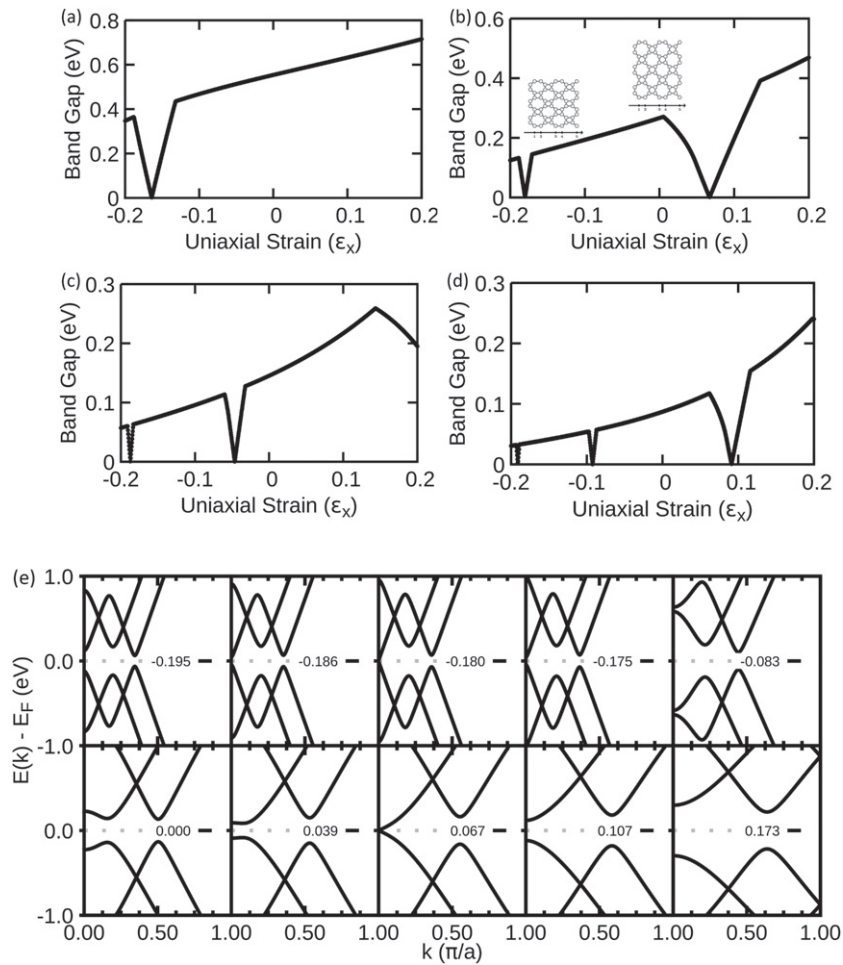 (a) 0.8 0.6 0.4 0.2 0
Band Gap (eV)
-0.2 -0.1 0 0.1 0.2
Uniaxial Strain (εx)
(b) 0.6 0.4 0.2 0
Band Gap (eV)
-0.2 -0.1 0 0.1 0.2
Uniaxial Strain (εx)
(c) 0.3 0.2 0.1 0
Band Gap (eV)
-0.2 -0.1 0 0.1 0.2
Uniaxial Strain (εx)
(d) 0.3 0.2 0.1 0
Band Gap (eV)
-0.2 -0.1 0 0.1 0.2
Uniaxial Strain (εx)
(e) 1.0
0.0 -0.195 -0.186 -0.180 -0.175 -0.083
E(k) - EF (eV)
-1.0
0.0 0.000 0.039 0.067 0.107 0.173
-1.0
0.00 0.50 1.00 0.50 1.00 0.50 1.00 0.50 1.00 0.50 1.00
k (π/a)